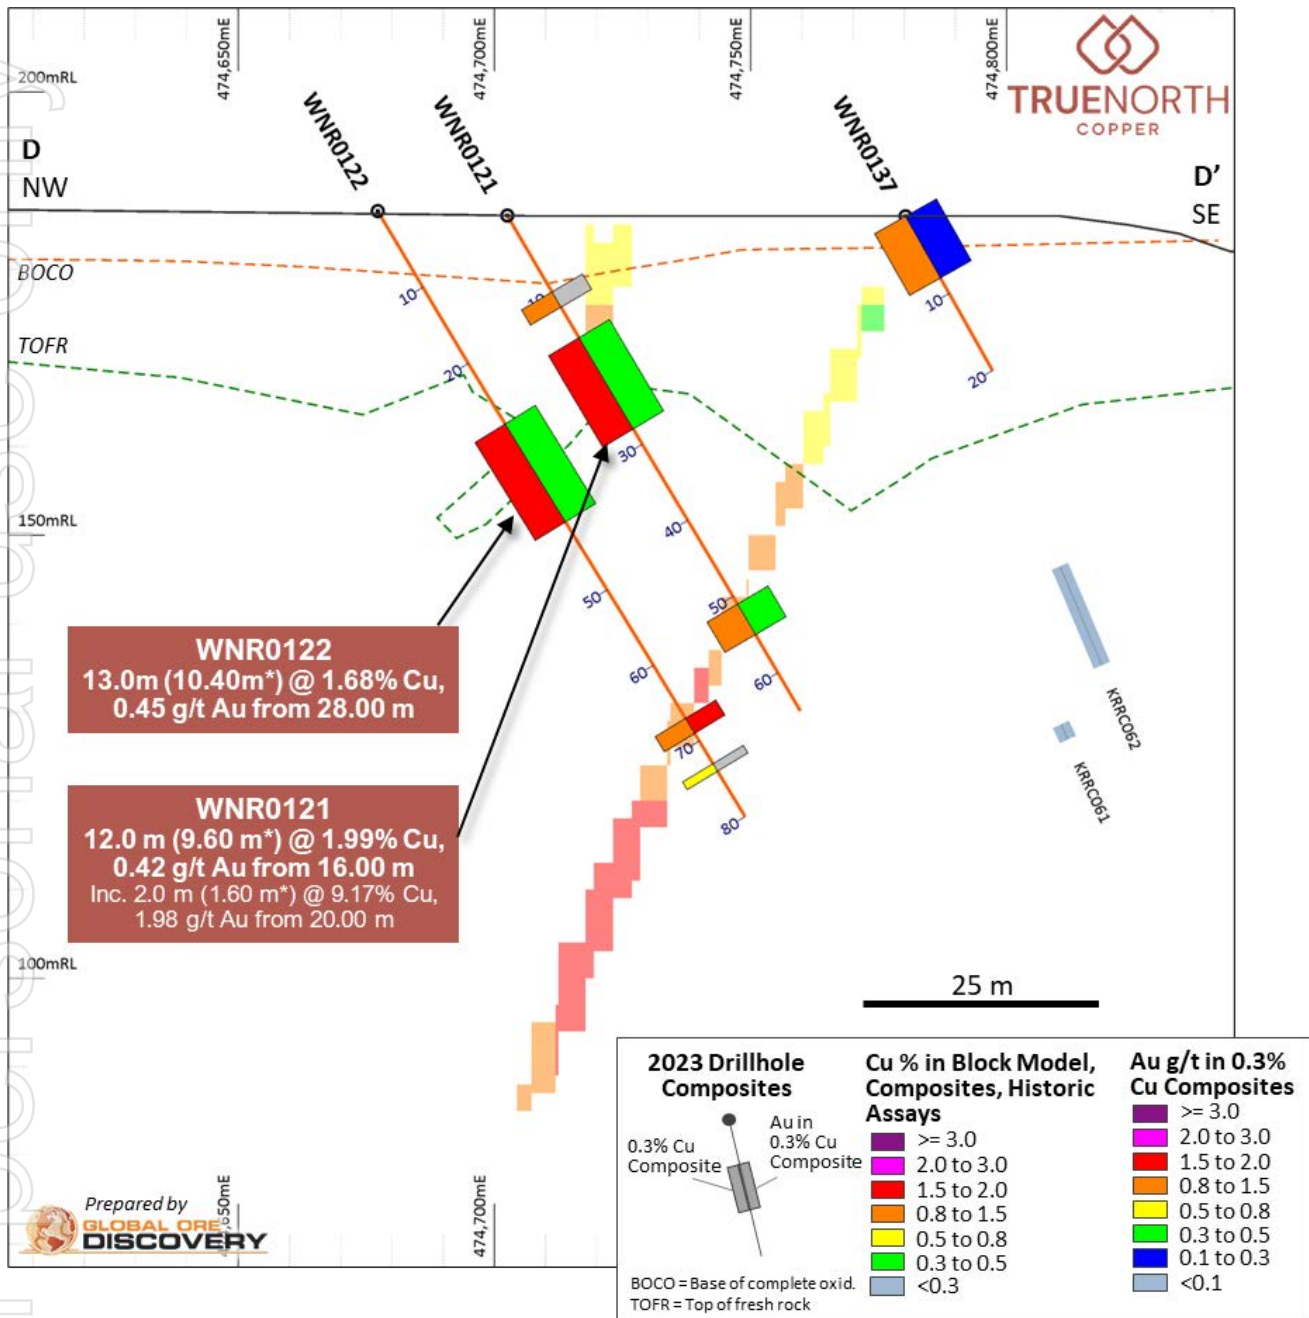 474,650mE
474,700mE
474,750mE
474,800mE
200mRL
TRUENORTH
COPPER
WNR0122
WNR0121
WNR0137
D
NW
D’
SE
BOCO
10
10
10
TOFR
20
20
30
150mRL
40
50
50
60
60
70
80
WNR0122
13.0m (10.40m*) @ 1.68% Cu,
0.45 g/t Au from 28.00 m
WNR0121
12.0 m (9.60 m*) @ 1.99% Cu,
0.42 g/t Au from 16.00 m
Inc. 2.0 m (1.60 m*) @ 9.17% Cu,
1.98 g/t Au from 20.00 m
KRRC062
KRRC061
100mRL
25 m
2023 Drillhole
Composites
0.3% Cu
Composite
Au in
0.3% Cu
Composite
BOCO = Base of complete oxid.
TOFR = Top of fresh rock
Cu % in Block Model,
Composites, Historic
Assays
>= 3.0
2.0 to 3.0
1.5 to 2.0
0.8 to 1.5
0.5 to 0.8
0.3 to 0.5
<0.3
Au g/t in 0.3%
Cu Composites
>= 3.0
2.0 to 3.0
1.5 to 2.0
0.8 to 1.5
0.5 to 0.8
0.3 to 0.5
0.1 to 0.3
<0.1
474,700mE
Prepared by
GLOBAL ORE
DISCOVERY